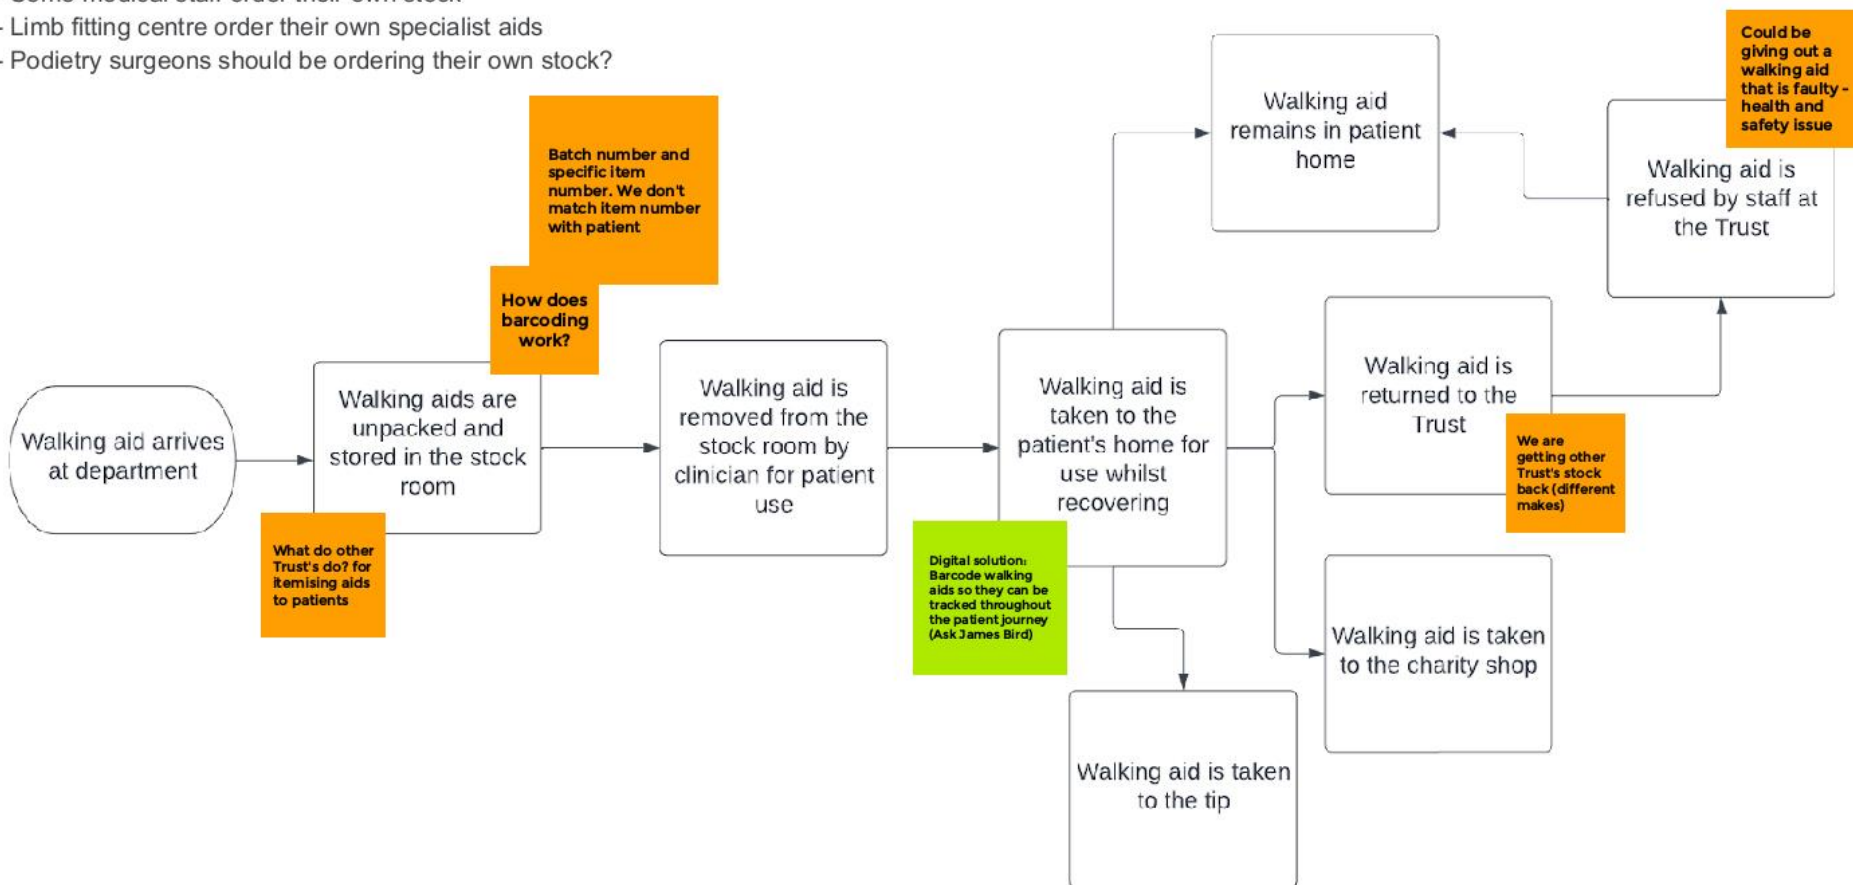 - Some medical staff order their own stock
- Limb fitting centre order their own specialist aids
- Podietry surgeons should be ordering their own stock?
Batch number and
specific item
number. We don't
match item number
with patient
How does
barcoding
work?
Walking aid arrives
at department
Walking aids are
unpacked and
stored in the stock
room
What do other
Trust's do? for
itemising aids
to patients
Walking aid is
removed from the
stock room by
clinician for patient
use
Walking aid is
taken to the
patient's home for
use whilst
recovering
Digital solution:
Barcode walking
aids so they can be
tracked throughout
the patient journey
(Ask James Bird)
Walking aid
remains in patient
home
Could be
giving out a
walking aid
that is faulty -
health and
safety issue
Walking aid is
refused by staff at
the Trust
Walking aid is
returned to the
Trust
We are
getting other
Trust's stock
back (different
makes)
Walking aid is taken
to the charity shop
Walking aid is taken
to the tip